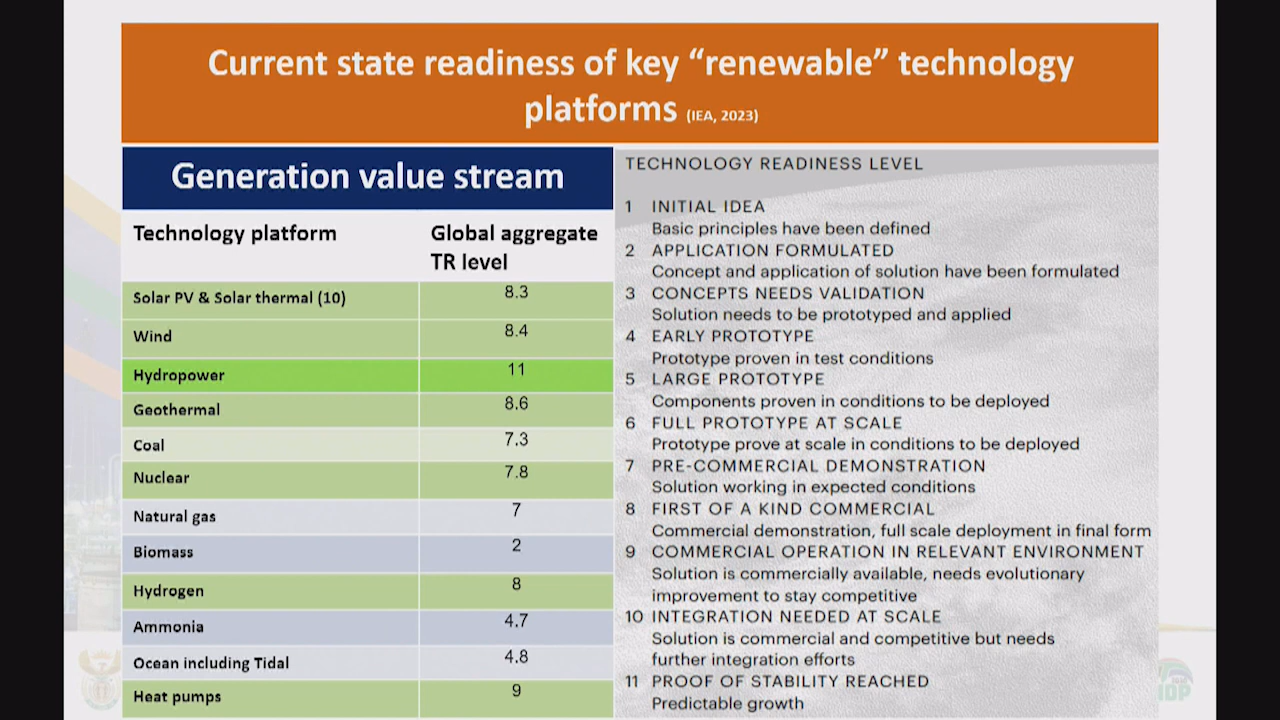 Current state readiness of key “renewable” technology
platforms (IEA, 2023)
Generation value stream
Technology platform
Global aggregate
TR level
Solar PV & Solar thermal (10) 8.3
Wind 8.4
Hydropower 11
Geothermal 8.6
Coal 7.3
Nuclear 7.8
Natural gas 7
Biomass 2
Hydrogen 8
Ammonia 4.7
Ocean including Tidal 4.8
Heat pumps 9
TECHNOLOGY READINESS LEVEL
1 INITIAL IDEA
Basic principles have been defined
2 APPLICATION FORMULATED
Concept and application of solution have been formulated
3 CONCEPTS NEEDS VALIDATION
Solution needs to be prototyped and applied
4 EARLY PROTOTYPE
Prototype proven in test conditions
5 LARGE PROTOTYPE
Components proven in conditions to be deployed
6 FULL PROTOTYPE AT SCALE
Prototype prove at scale in conditions to be deployed
7 PRE-COMMERCIAL DEMONSTRATION
Solution working in expected conditions
8 FIRST OF A KIND COMMERCIAL
Commercial demonstration, full scale deployment in final form
9 COMMERCIAL OPERATION IN RELEVANT ENVIRONMENT
Solution is commercially available, needs evolutionary
improvement to stay competitive
10 INTEGRATION NEEDED AT SCALE
Solution is commercial and competitive but needs
further integration efforts
11 PROOF OF STABILITY REACHED
Predictable growth